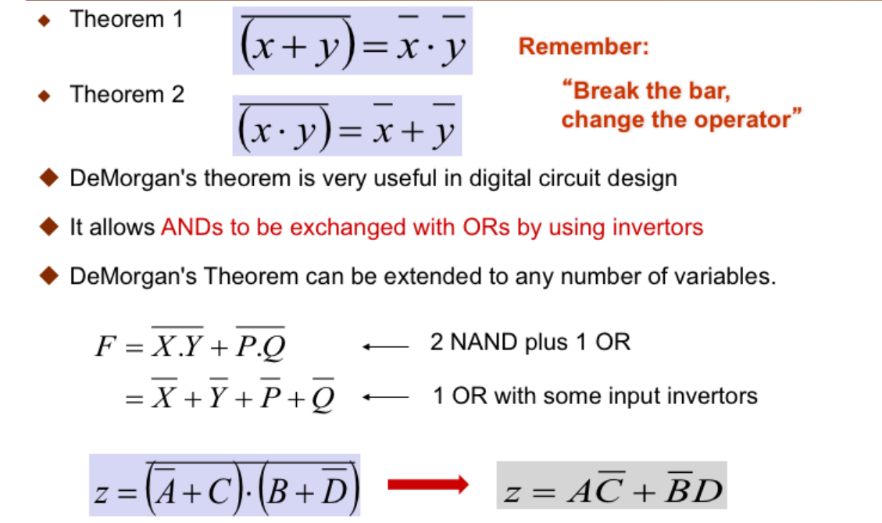 ◆ Theorem 1
$\overline{(x + y)} = \overline{x} \cdot \overline{y}$
Remember:
◆ Theorem 2
$\overline{(x \cdot y)} = \overline{x} + \overline{y}$
“Break the bar,
change the operator”
◆ DeMorgan's theorem is very useful in digital circuit design
◆ It allows ANDs to be exchanged with ORs by using invertors
◆ DeMorgan's Theorem can be extended to any number of variables.
$F = \overline{X.Y} + \overline{P.Q}$ ← 2 NAND plus 1 OR
$= \overline{X} + \overline{Y} + \overline{P} + \overline{Q}$ ← 1 OR with some input invertors
$z = \overline{(\overline{A} + C) \cdot (B + \overline{D})}$ → $z = A\overline{C} + \overline{B}D$